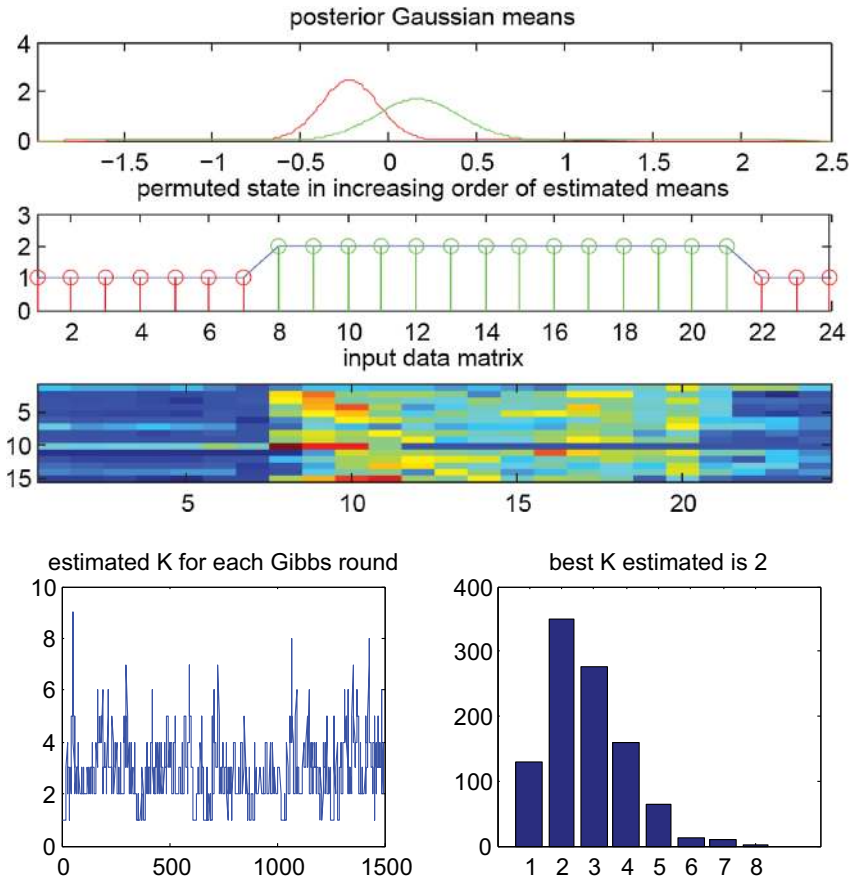 posterior Gaussian means
4
2
0
-1.5 -1 -0.5 0 0.5 1 1.5 2 2.5
permuted state in increasing order of estimated means
3
2
1
0
2 4 6 8 10 12 14 16 18 20 22 24
input data matrix
5
10
15
5 10 15 20
estimated K for each Gibbs round
10
8
6
4
2
0
0 500 1000 1500
best K estimated is 2
400
300
200
100
0
1 2 3 4 5 6 7 8